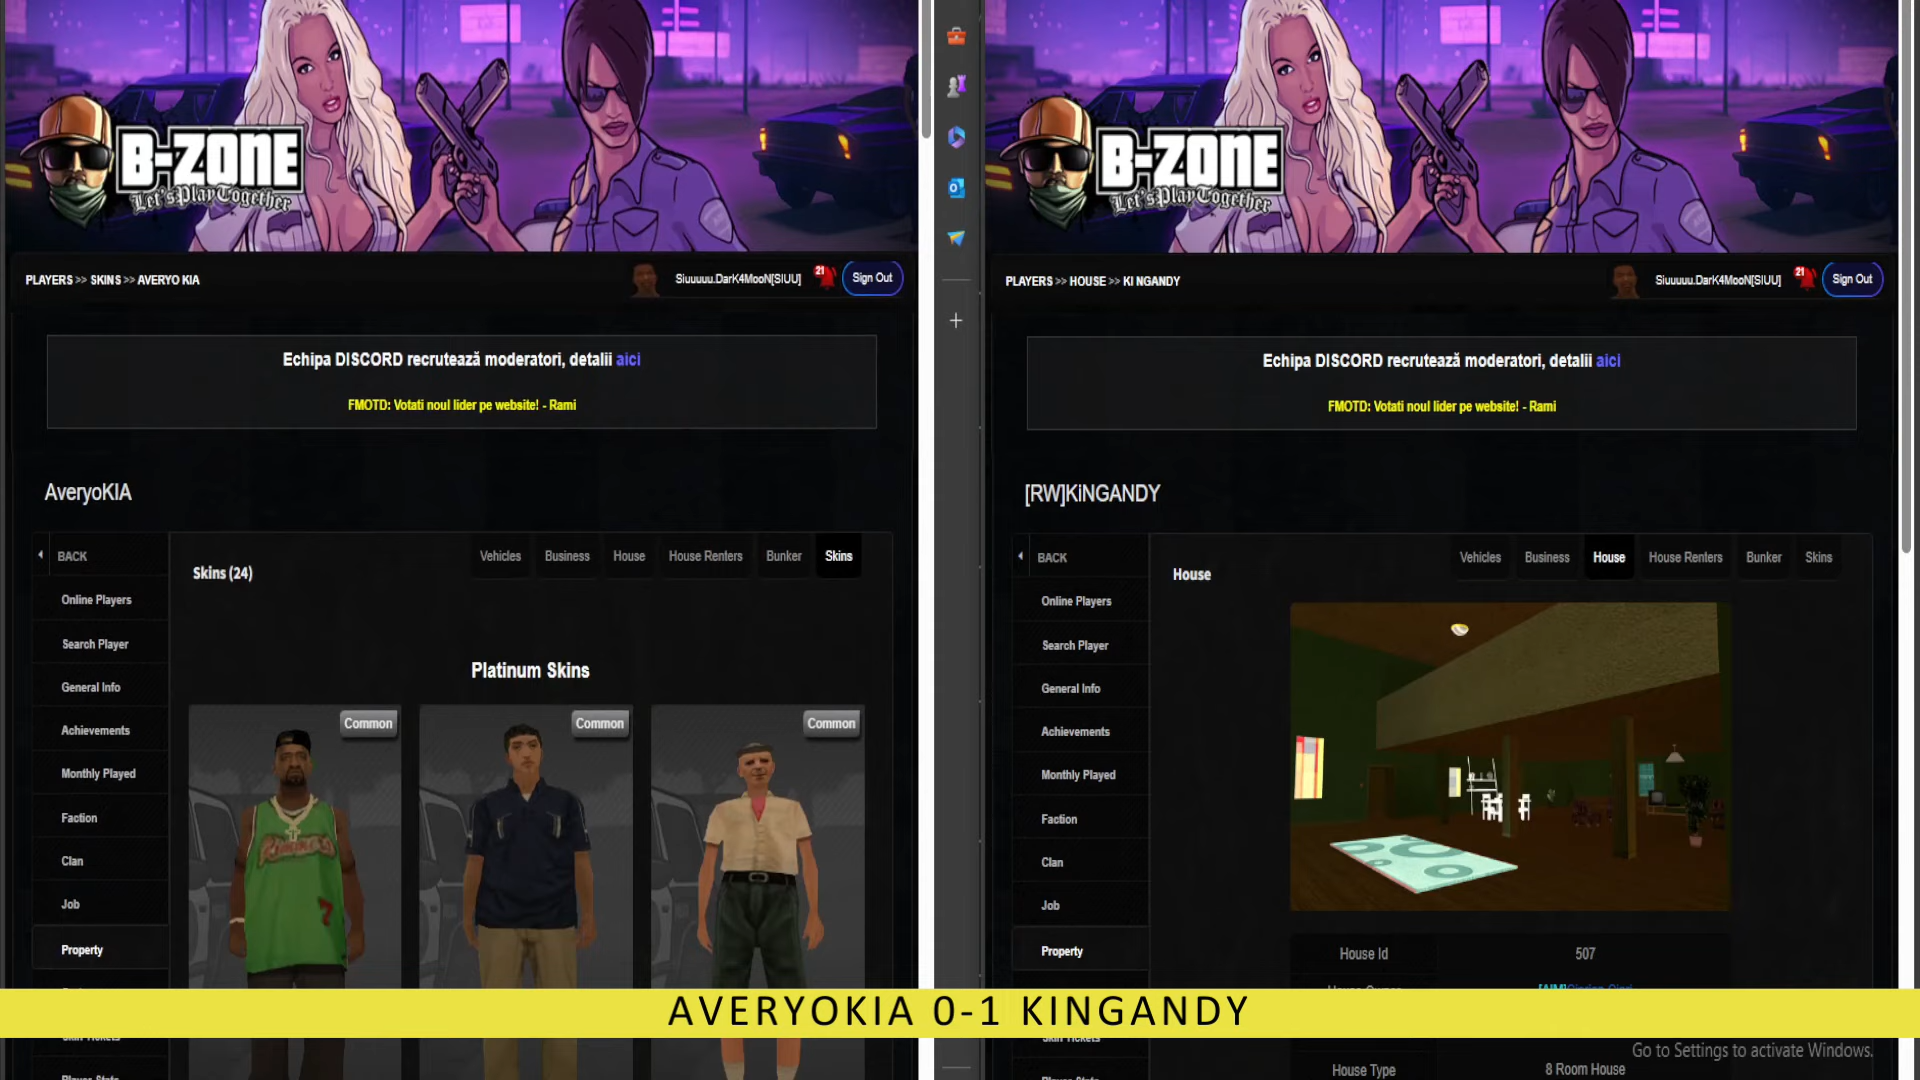 B-ZONE
Let'sPlayTogether
PLAYERS >> SKINS >> AVERYO KIA
Siuuuuu.DarK4MooN[SIUU]
21
Sign Out
Echipa DISCORD recrutează moderatori, detalii aici
FMOTD: Votati noul lider pe website! - Rami
AveryoKIA
BACK
Online Players
Search Player
General Info
Achievements
Monthly Played
Faction
Clan
Job
Property
Skins (24)
Vehicles
Business
House
House Renters
Bunker
Skins
Platinum Skins
Common
Common
Common
B-ZONE
Let'sPlayTogether
PLAYERS >> HOUSE >> KI NGANDY
Siuuuuu.DarK4MooN[SIUU]
21
Sign Out
Echipa DISCORD recrutează moderatori, detalii aici
FMOTD: Votati noul lider pe website! - Rami
[RW]KiNGANDY
BACK
Online Players
Search Player
General Info
Achievements
Monthly Played
Faction
Clan
Job
Property
House
Vehicles
Business
House
House Renters
Bunker
Skins
House Id 507
House Type 8 Room House
AVERYOKIA 0-1 KINGANDY
Go to Settings to activate Windows.